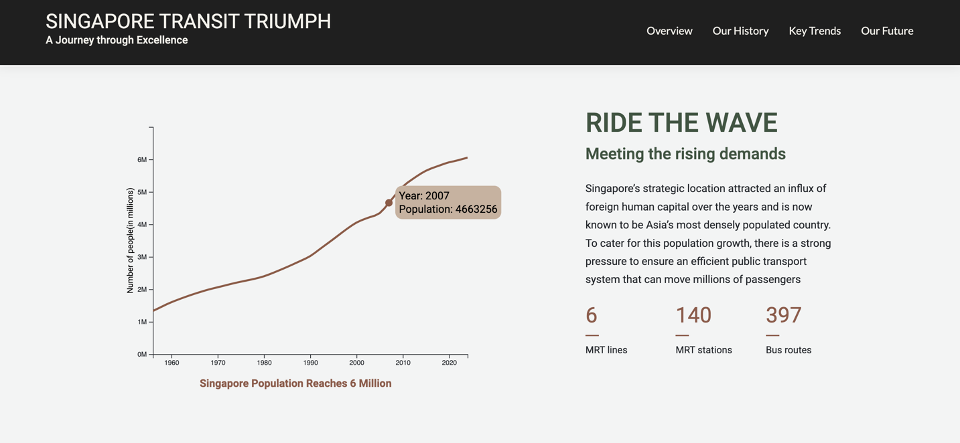 SINGAPORE TRANSIT TRIUMPH
A Journey through Excellence
Overview
Our History
Key Trends
Our Future
Number of people(in millions)
6M
5M
4M
3M
2M
1M
0M
1960
1970
1980
1990
2000
2010
2020
Year: 2007
Population: 4663256
Singapore Population Reaches 6 Million
RIDE THE WAVE
Meeting the rising demands
Singapore's strategic location attracted an influx of
foreign human capital over the years and is now
known to be Asia's most densely populated country.
To cater for this population growth, there is a strong
pressure to ensure an efficient public transport
system that can move millions of passengers
6
MRT lines
140
MRT stations
397
Bus routes